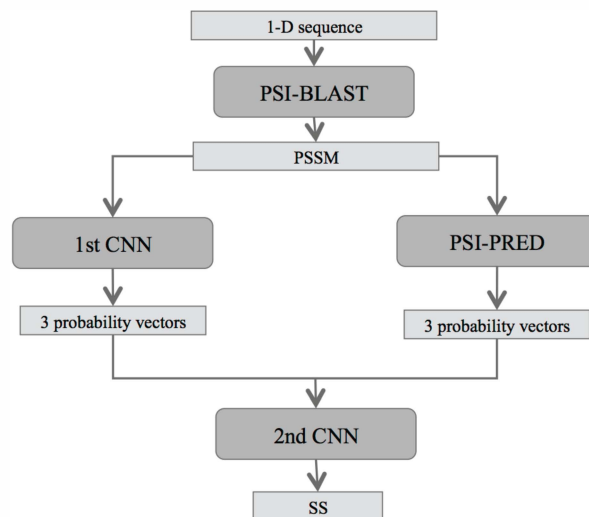 1-D sequence
PSI-BLAST
PSSM
1st CNN
PSI-PRED
3 probability vectors
3 probability vectors
2nd CNN
SS